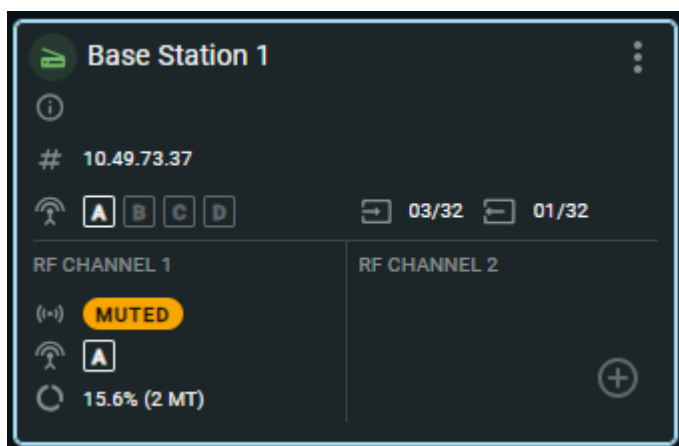 Base Station 1
# 10.49.73.37
A B C D 03/32 01/32
RF CHANNEL 1 RF CHANNEL 2
MUTED
A
15.6% (2 MT)